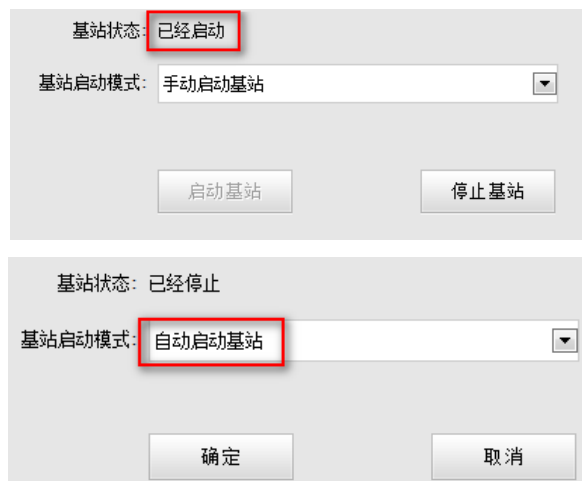 基站状态: 已经启动
基站启动模式: 手动启动基站
启动基站 停止基站
基站状态: 已经停止
基站启动模式: 自动启动基站
确定 取消